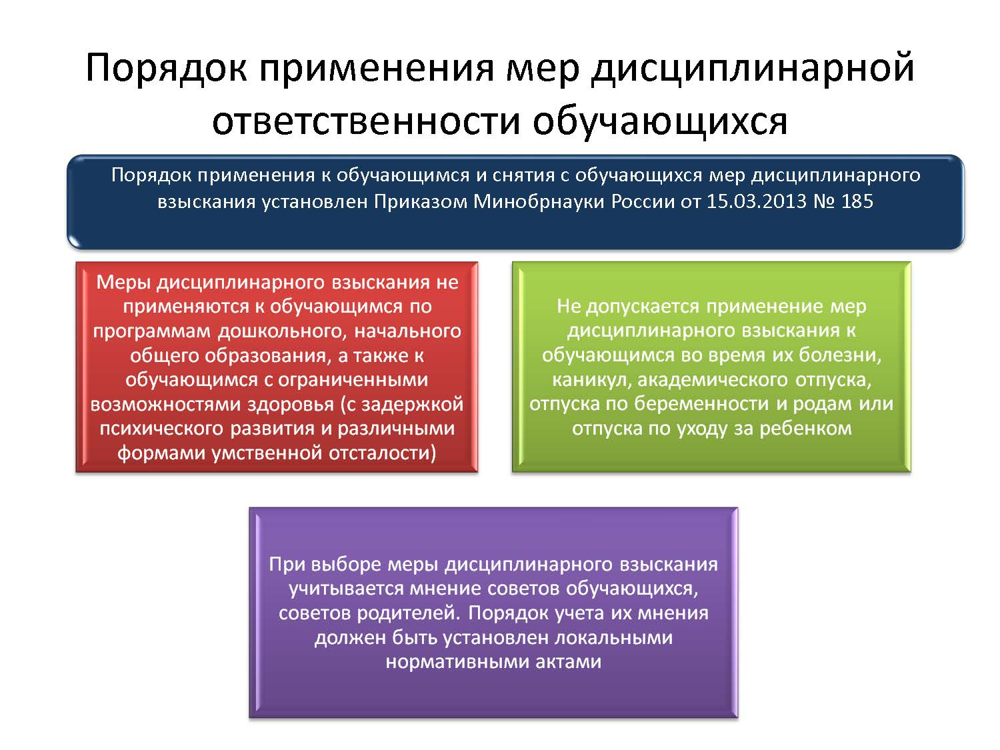 Порядок применения мер дисциплинарной
ответственности обучающихся
Порядок применения к обучающимся и снятия с обучающихся мер дисциплинарного
взыскания установлен Приказом Минобрнауки России от 15.03.2013 № 185
Меры дисциплинарного взыскания не
применяются к обучающимся по
программам дошкольного, начального
общего образования, а также к
обучающимся с ограниченными
возможностями здоровья (с задержкой
психического развития и различными
формами умственной отсталости)
Не допускается применение мер
дисциплинарного взыскания к
обучающимся во время их болезни,
каникул, академического отпуска,
отпуска по беременности и родам или
отпуска по уходу за ребенком
При выборе меры дисциплинарного взыскания
учитывается мнение советов обучающихся,
советов родителей. Порядок учета их мнения
должен быть установлен локальными
нормативными актами